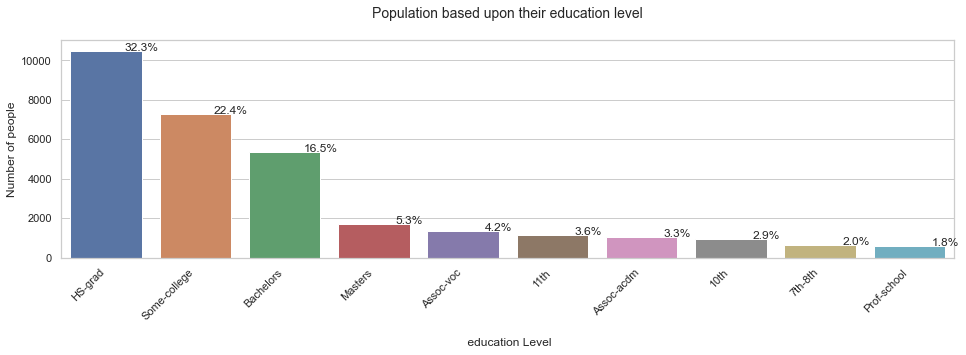 Population based upon their education level
Number of people
10000
8000
6000
4000
2000
0
32.3%
22.4%
16.5%
5.3%
4.2%
3.6%
3.3%
2.9%
2.0%
1.8%
HS-grad
Some-college
Bachelors
Masters
Assoc-voc
11th
Assoc-acdm
10th
7th-8th
Prof-school
education Level